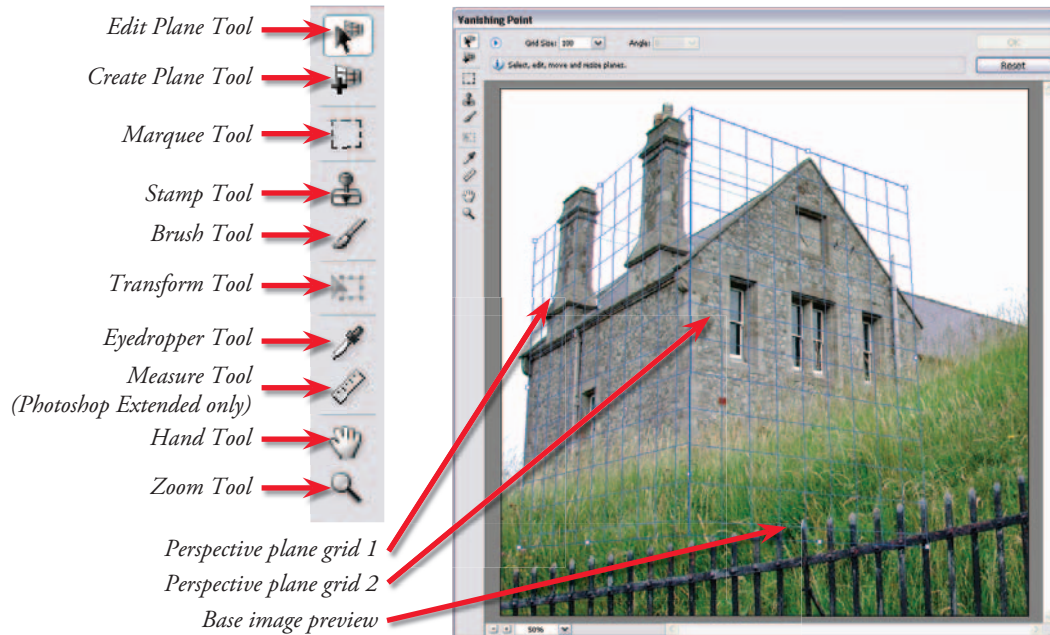 Edit Plane Tool
Create Plane Tool
Marquee Tool
Stamp Tool
Brush Tool
Transform Tool
Eyedropper Tool
Measure Tool
(Photoshop Extended only)
Hand Tool
Zoom Tool
Perspective plane grid 1
Perspective plane grid 2
Base image preview
Vanishing Point
Grid Size: 100
Angle:
OK
Select, edit, move and resize planes.
Reset
50%